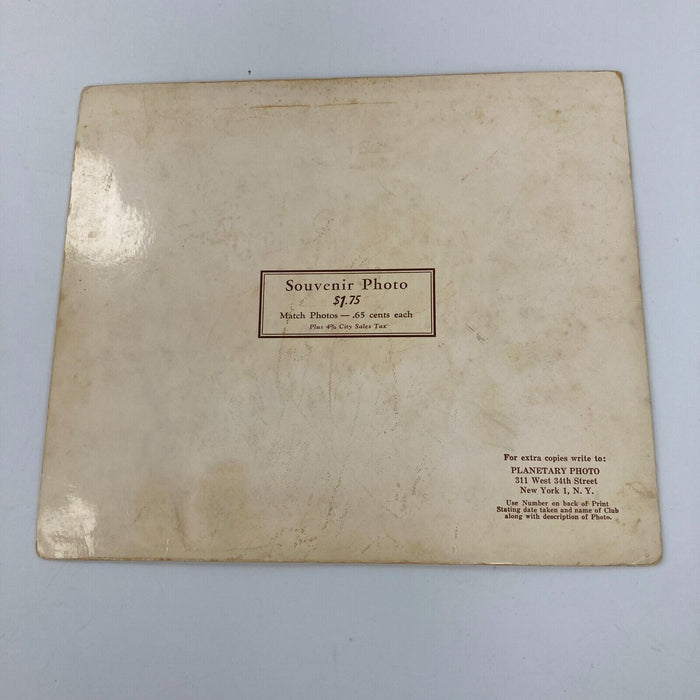 Souvenir Photo
$1.75
Match Photos — .65 cents each
Plus 4% City Sales Tax
For extra copies write to:
PLANETARY PHOTO
311 West 34th Street
New York 1, N. Y.
Use Number on back of Print
Stating date taken and name of Club
along with description of Photo.